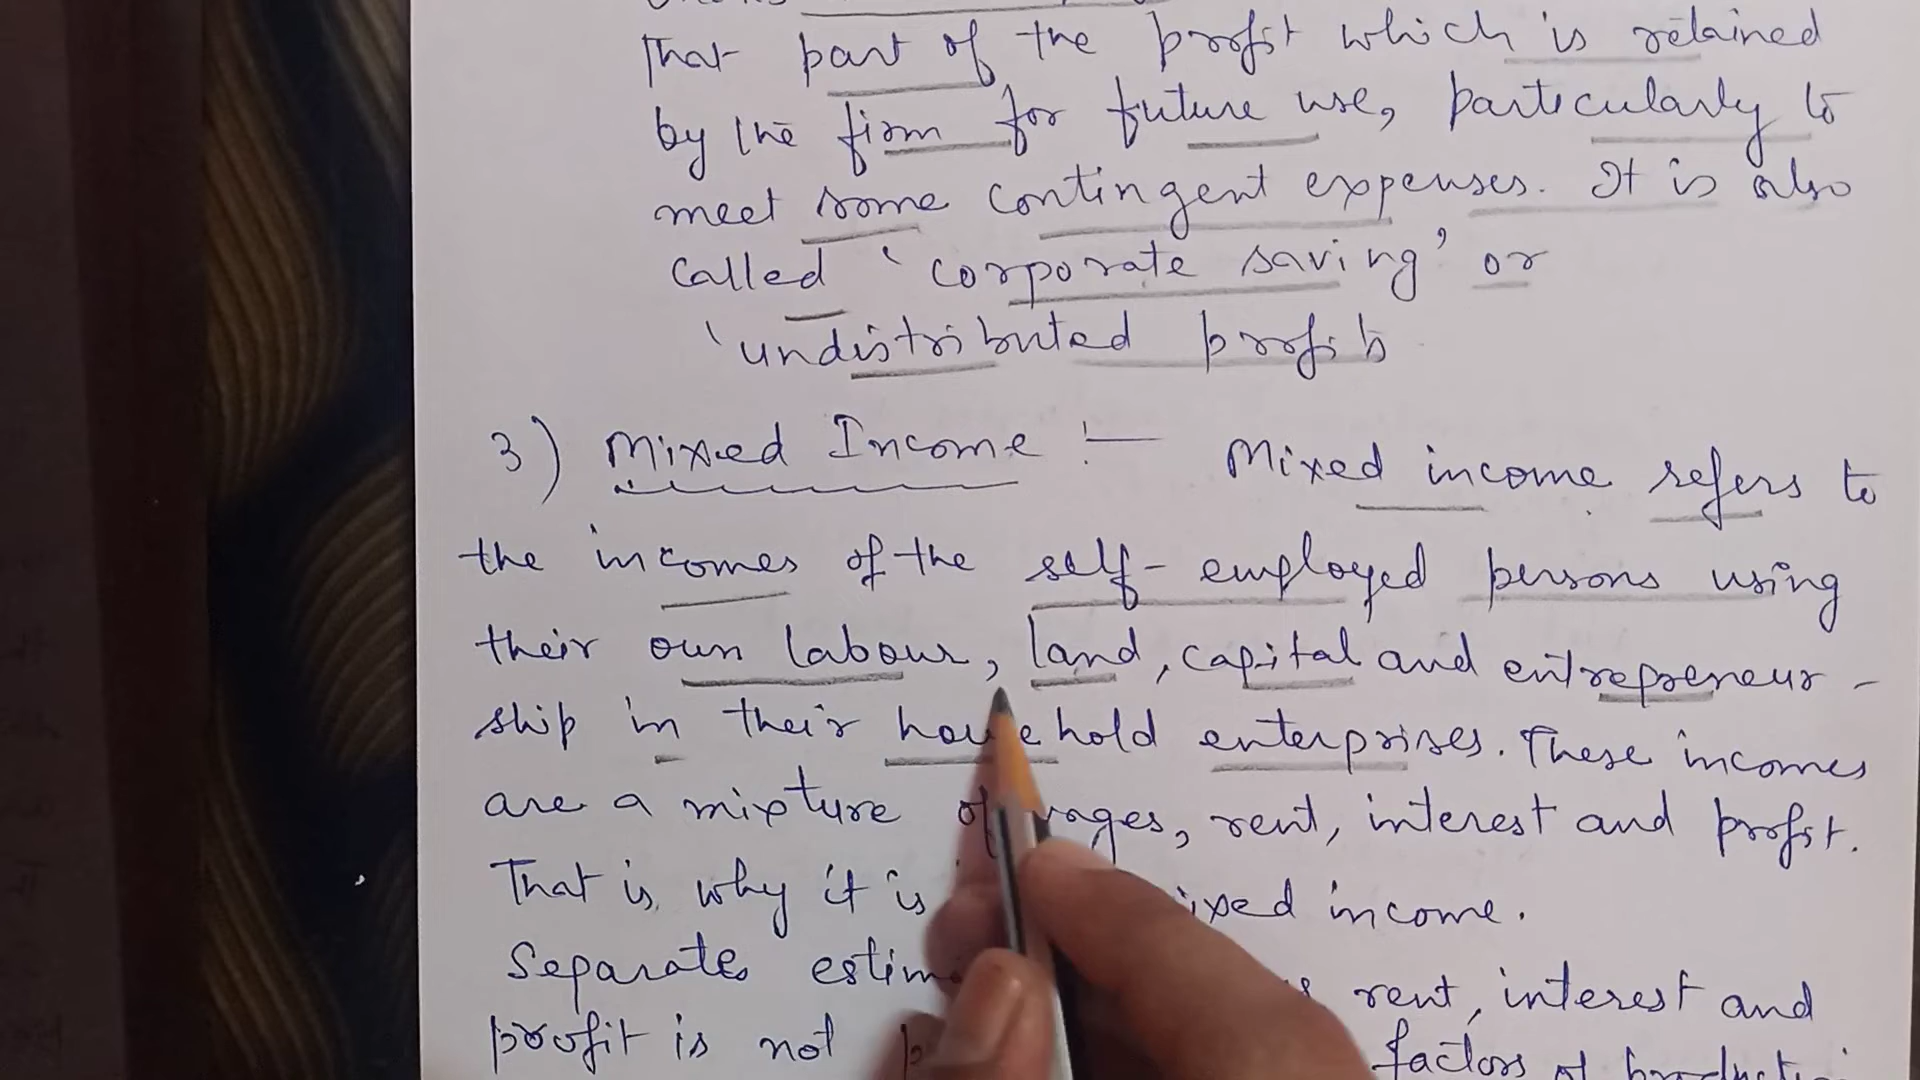 That part of the profit which is retained
by the firm for future use, particularly to
meet some contingent expenses. It is also
called 'corporate saving' or
'undistributed profits
3) Mixed Income :- Mixed income refers to
the incomes of the self-employed persons using
their own labour, land, capital and entrepreneur-
ship in their household enterprises. These incomes
are a mixture of wages, rent, interest and profit.
That is why it is mixed income.
Separate rent, interest and
profit is not factors of